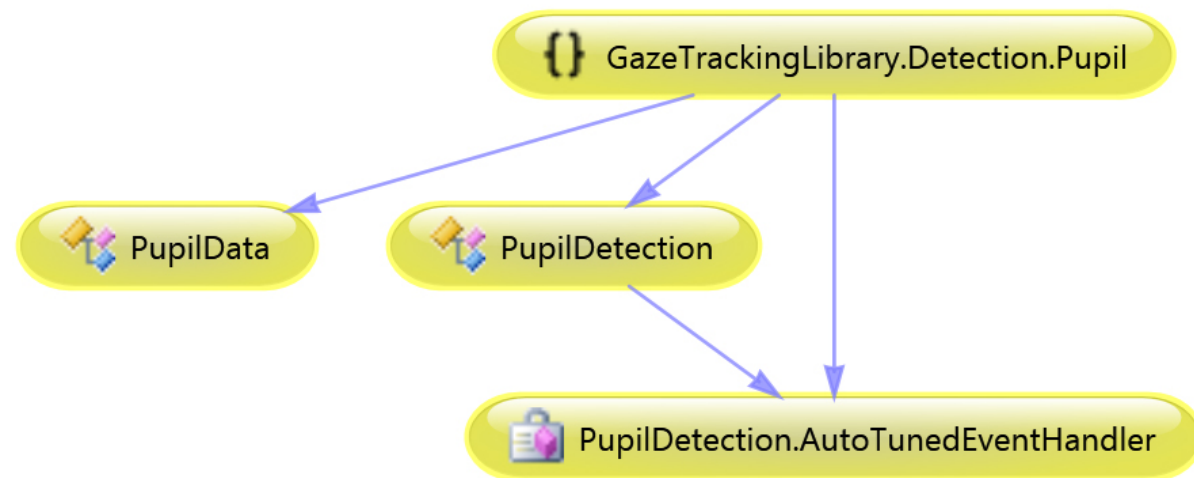 {} GazeTrackingLibrary.Detection.Pupil
PupilData
PupilDetection
PupilDetection.AutoTunedEventHandler